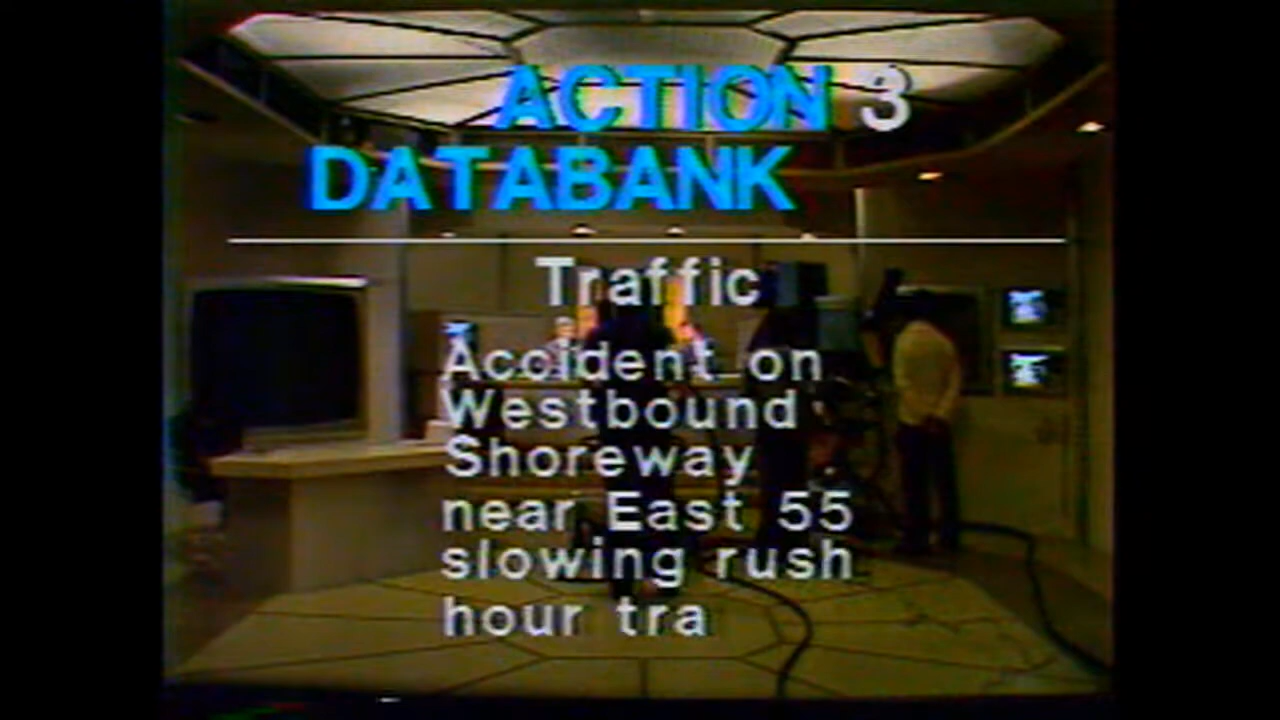 ACTION 3
DATABANK
Traffic
Accident on
Westbound
Shoreway
near East 55
slowing rush
hour tra